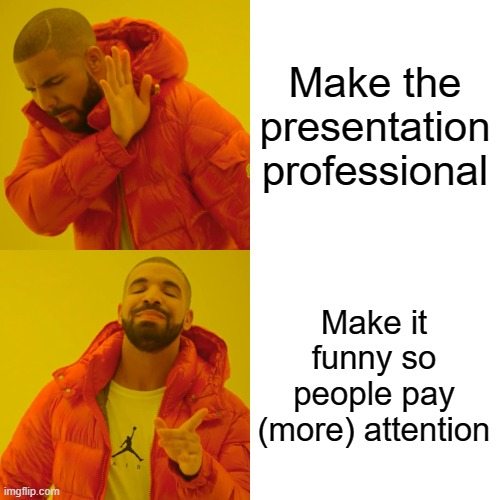 Make the
presentation
professional
Make it
funny so
people pay
(more) attention
imgflip.com